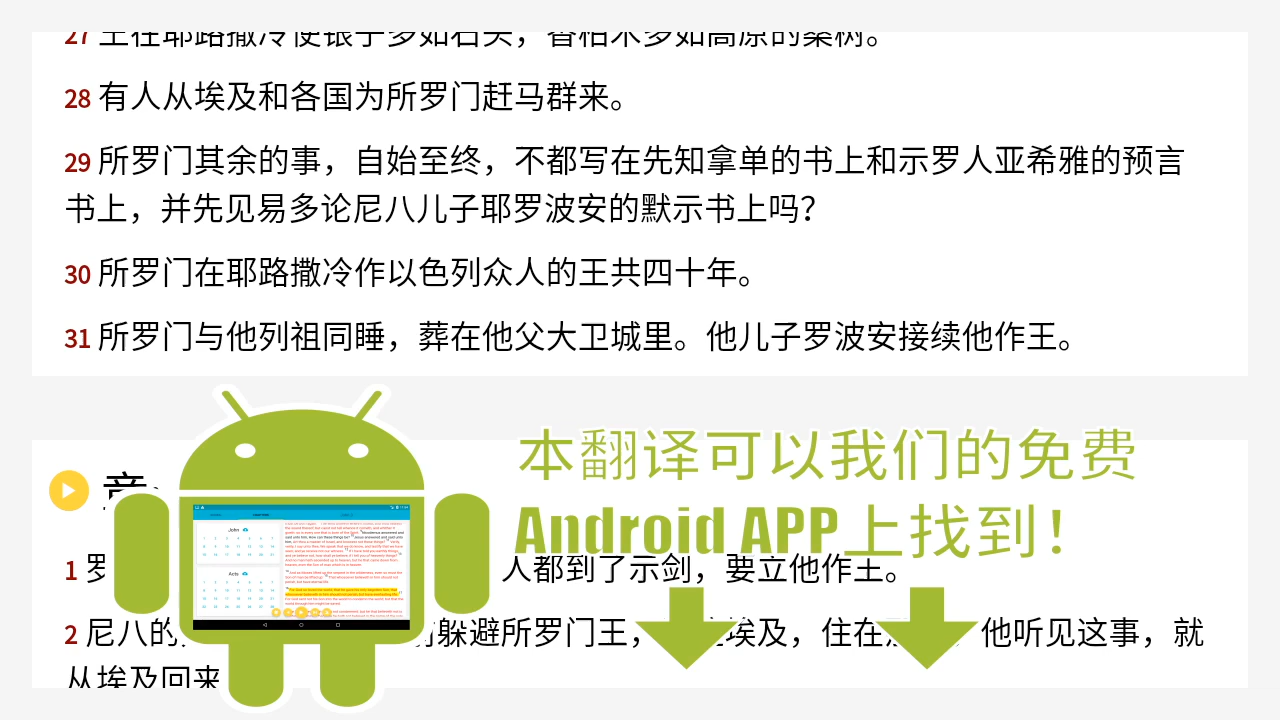 27 王在耶路撒冷使银子多如石头，香柏木多如高原的桑树。
28 有人从埃及和各国为所罗门赶马群来。
29 所罗门其余的事，自始至终，不都写在先知拿单的书上和示罗人亚希雅的预言
书上，并先见易多论尼八儿子耶罗波安的默示书上吗？
30 所罗门在耶路撒冷作以色列众人的王共四十年。
31 所罗门与他列祖同睡，葬在他父大卫城里。他儿子罗波安接续他作王。
本翻译可以我们的免费
Android APP 上找到！
章
John
Acts
1 罗 人都到了示剑，要立他作王。
2 尼八的 躲避所罗门王， 埃及，住在 他听见这事，就
从埃及回来